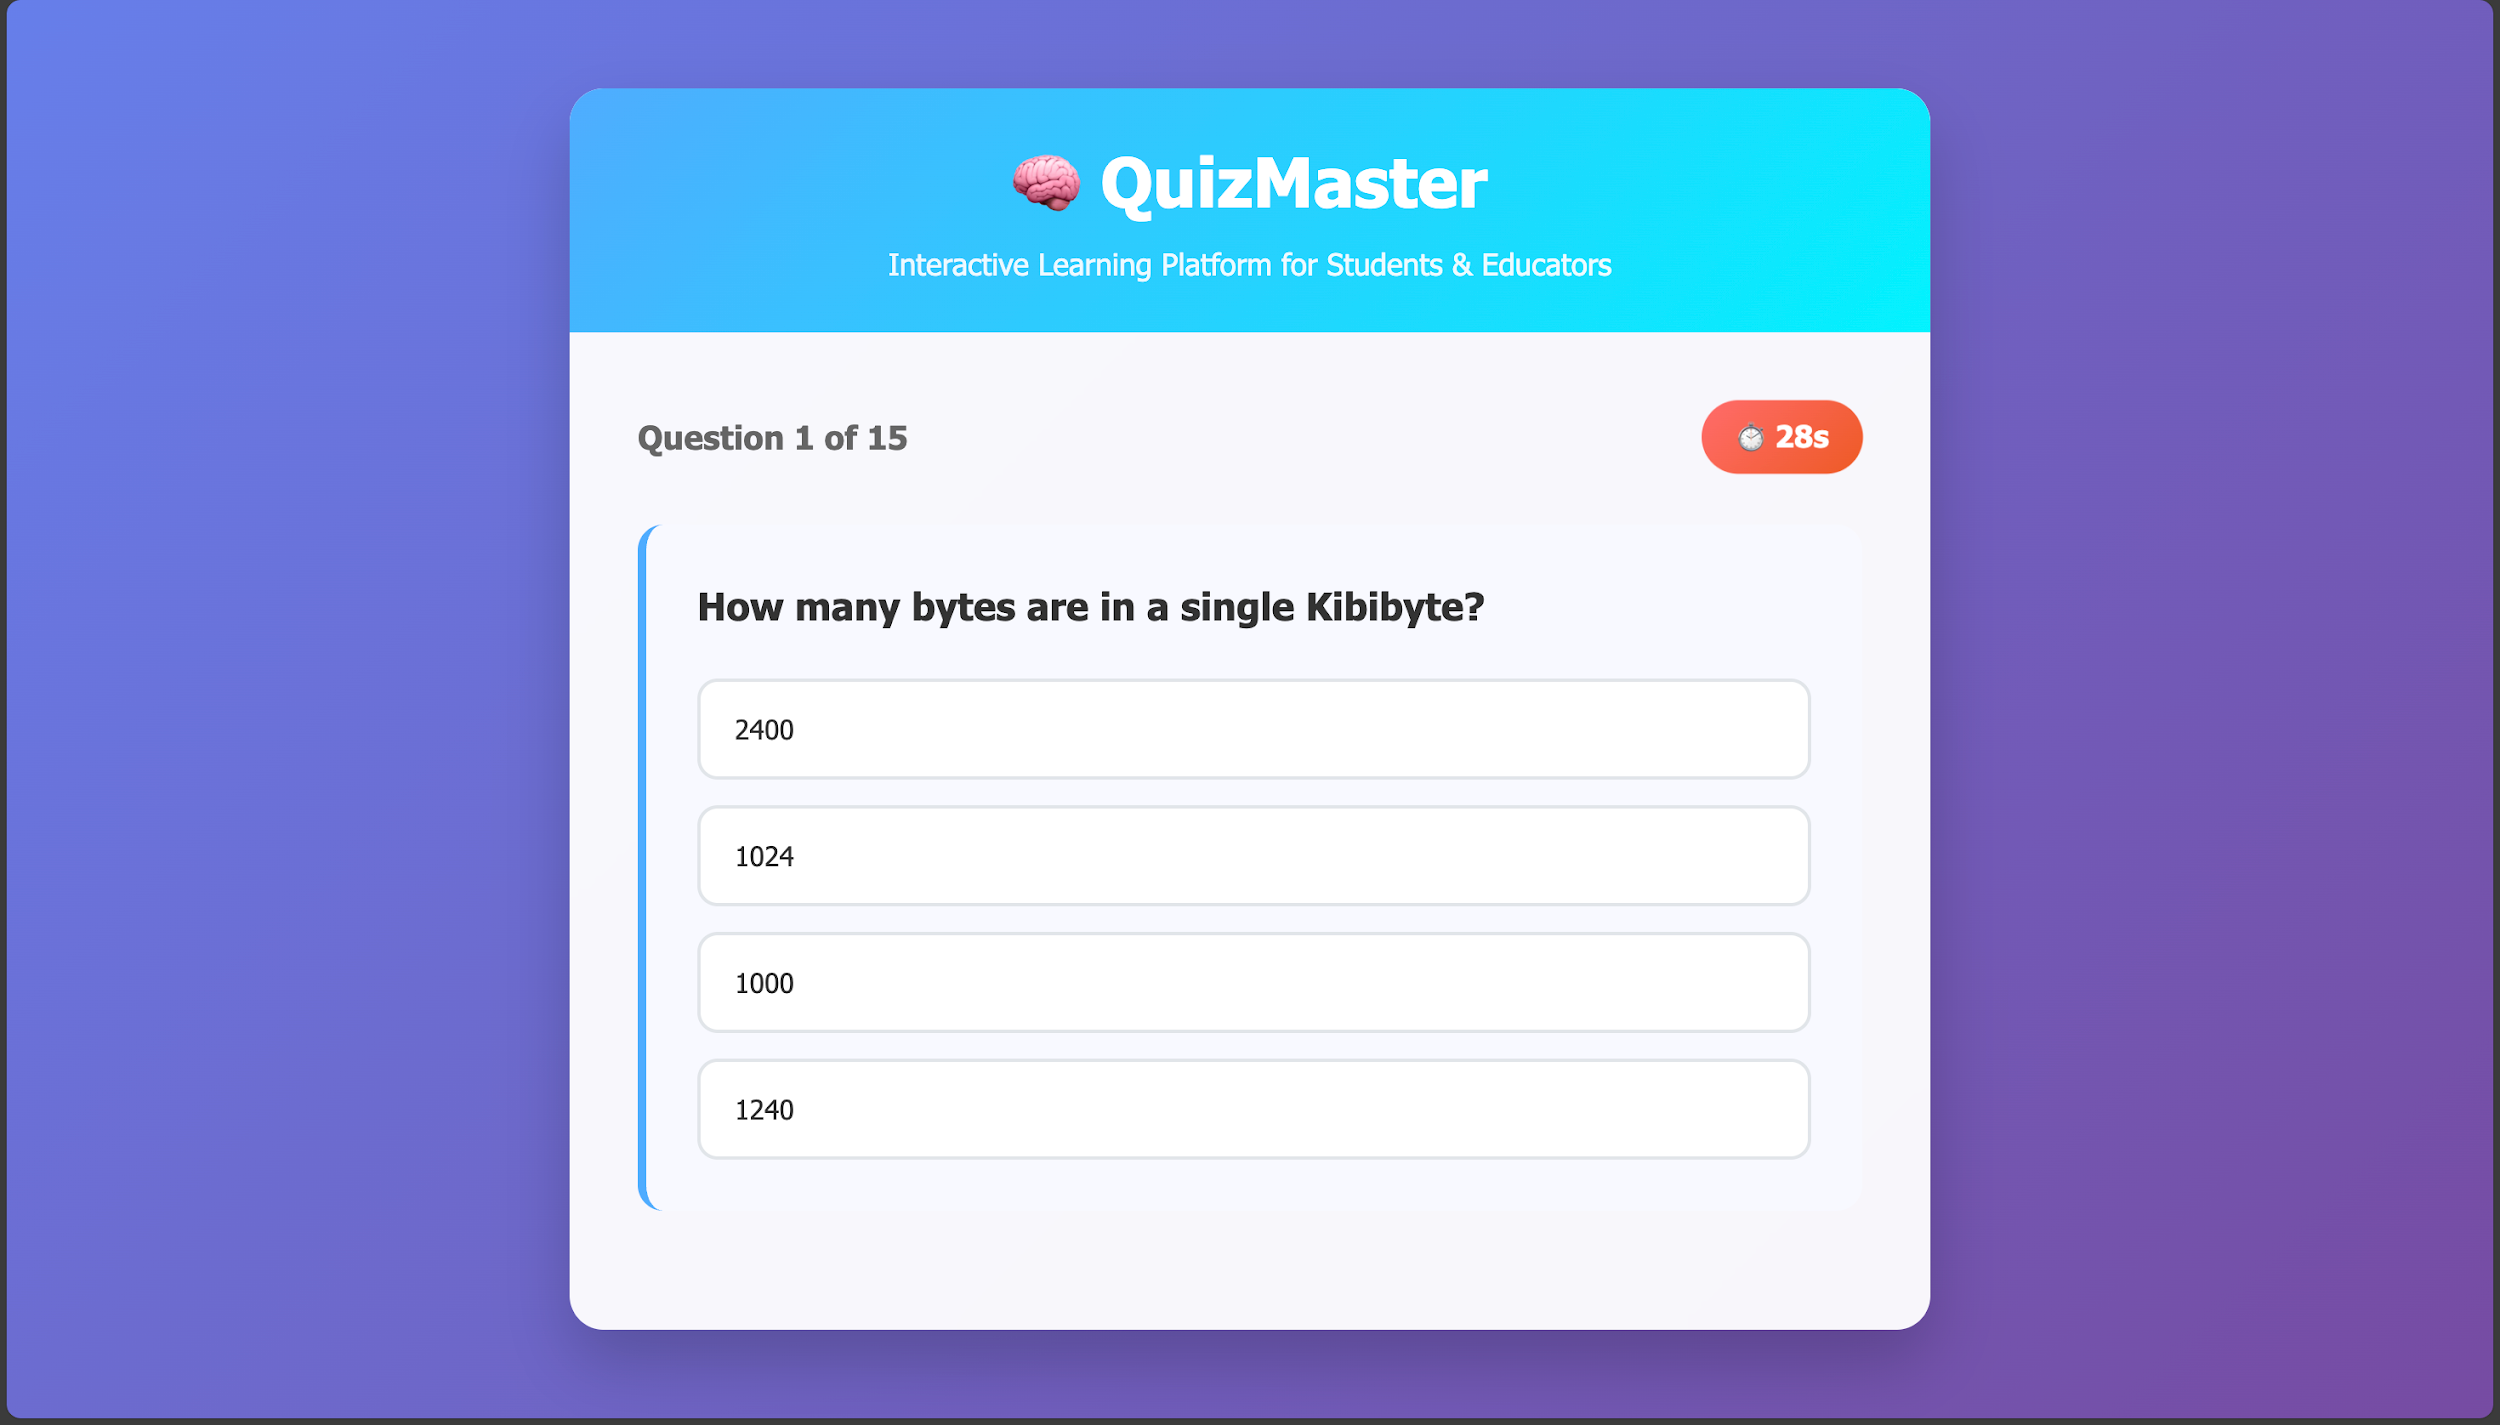 QuizMaster
Interactive Learning Platform for Students & Educators
Question 1 of 15
28s
How many bytes are in a single Kibibyte?
2400
1024
1000
1240